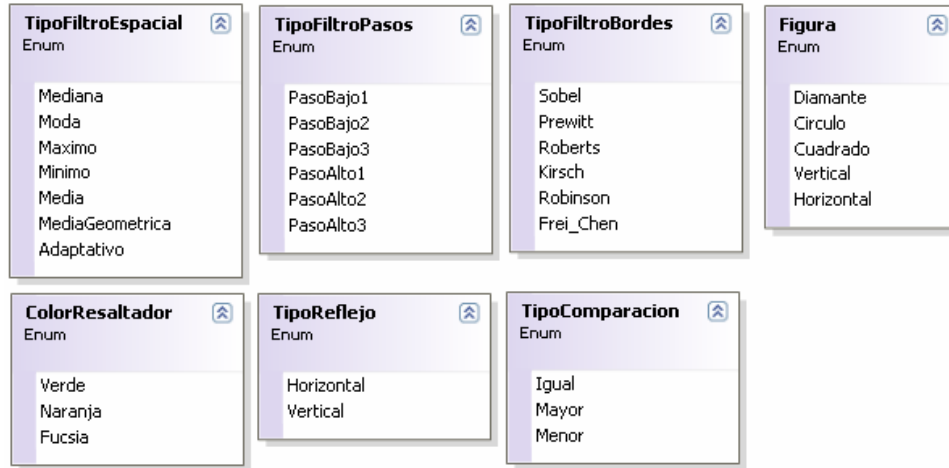 TipoFiltroEspacial
Enum
Mediana
Moda
Maximo
Minimo
Media
MediaGeometrica
Adaptativo
TipoFiltroPasos
Enum
PasoBajo1
PasoBajo2
PasoBajo3
PasoAlto1
PasoAlto2
PasoAlto3
TipoFiltroBordes
Enum
Sobel
Prewitt
Roberts
Kirsch
Robinson
Frei_Chen
Figura
Enum
Diamante
Circulo
Cuadrado
Vertical
Horizontal
ColorResaltador
Enum
Verde
Naranja
Fucsia
TipoReflejo
Enum
Horizontal
Vertical
TipoComparacion
Enum
Igual
Mayor
Menor